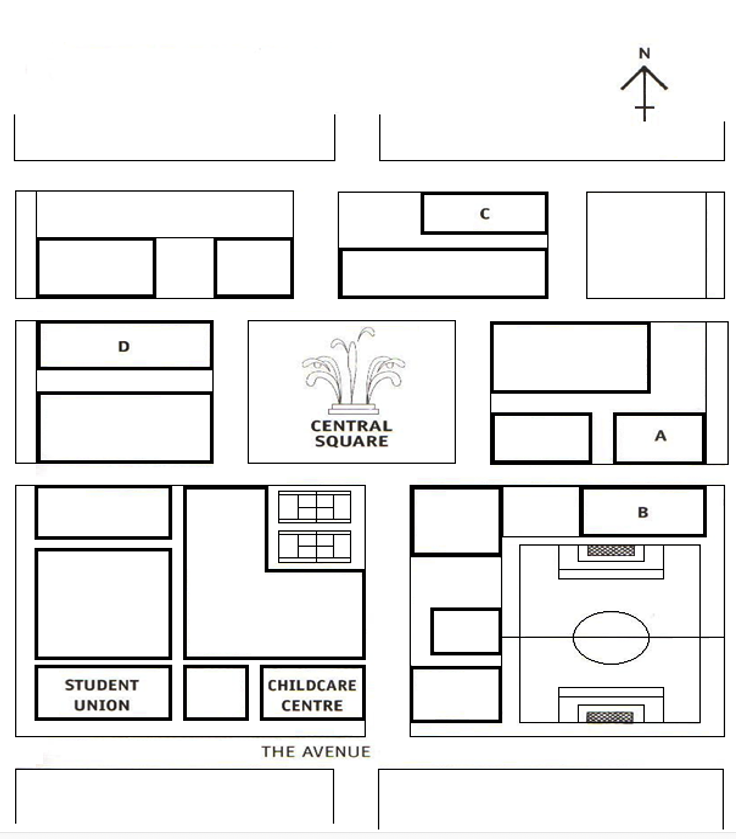 N
C
D
CENTRAL
SQUARE
A
B
STUDENT
UNION
CHILDCARE
CENTRE
THE AVENUE